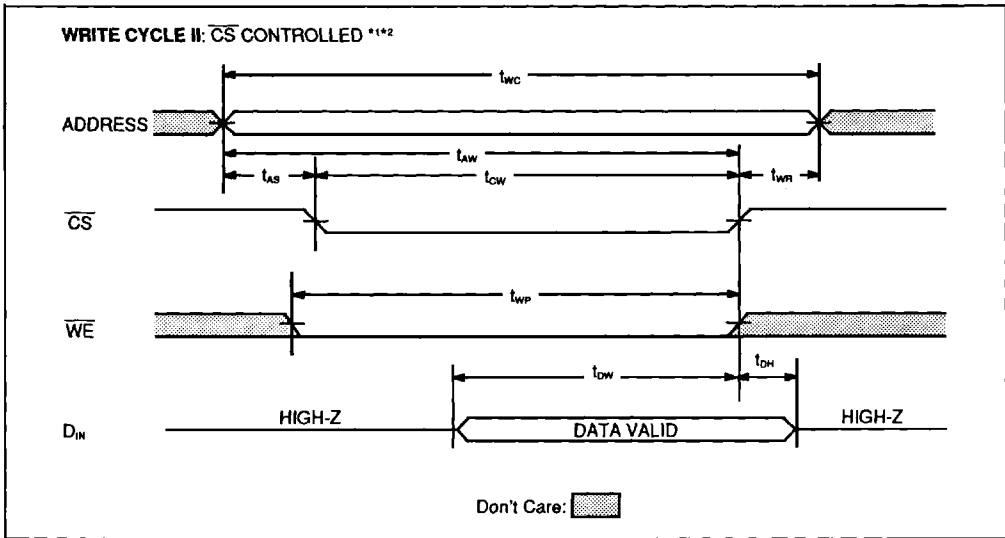 WRITE CYCLE II: CS CONTROLLED *1*2
tWC
ADDRESS
tAW
tAS
tCW
tWR
CS
tWP
WE
tDW
tDH
HIGH-Z
DATA VALID
HIGH-Z
DIN
Don't Care: